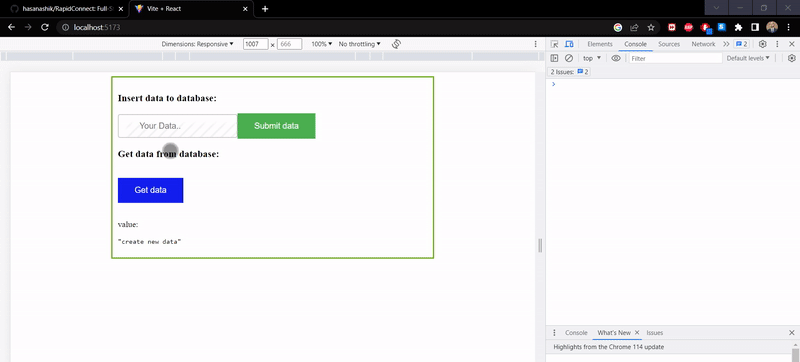 hasanashik/RapidConnect: Full-S
Vite + React
localhost:5173
Dimensions: Responsive
1007
×
666
100%
No throttling
Elements
Console
Sources
Network
2
2 Issues:
2
top
Filter
Default levels
Insert data to database:
Your Data..
Submit data
Get data from database:
Get data
value:
"create new data"
Console
What's New
Issues
Highlights from the Chrome 114 update